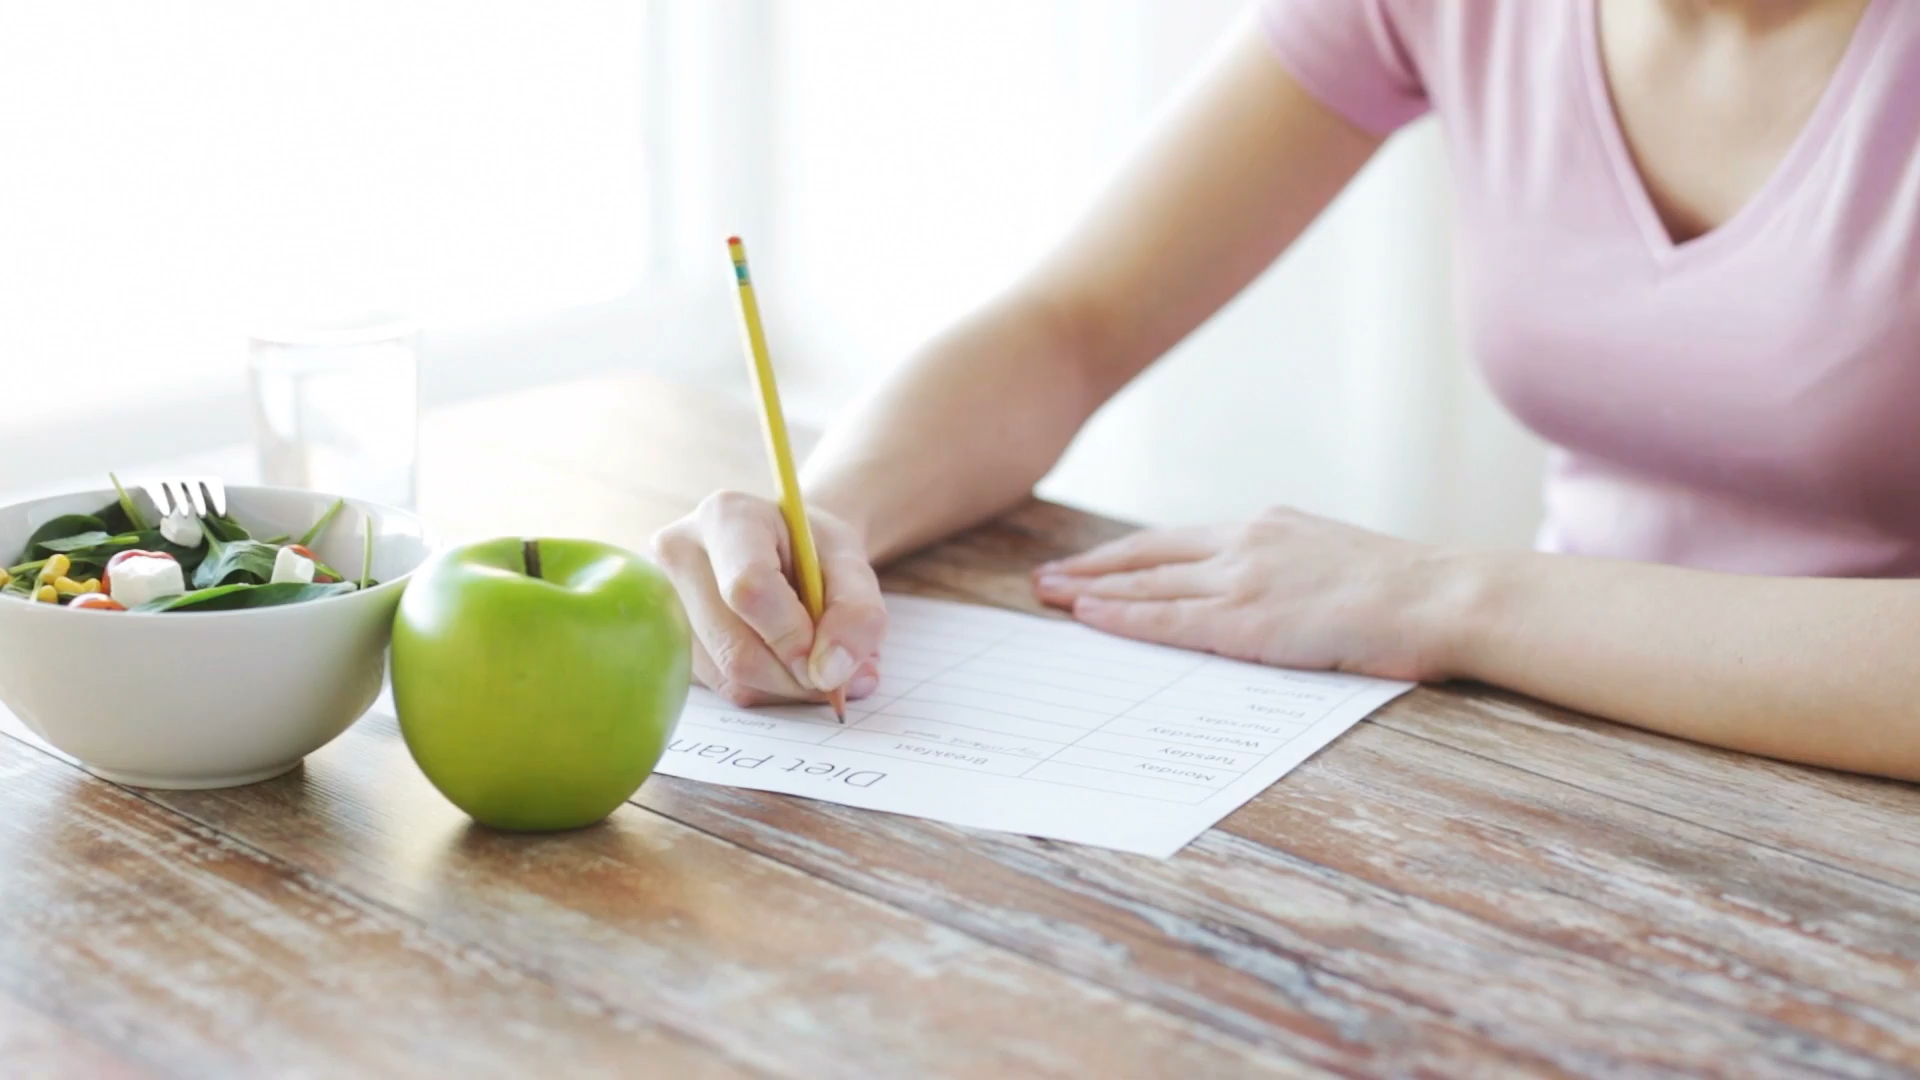 Diet Plan
Breakfast Lunch
Monday
Tuesday
Wednesday
Thursday
Friday
Saturday